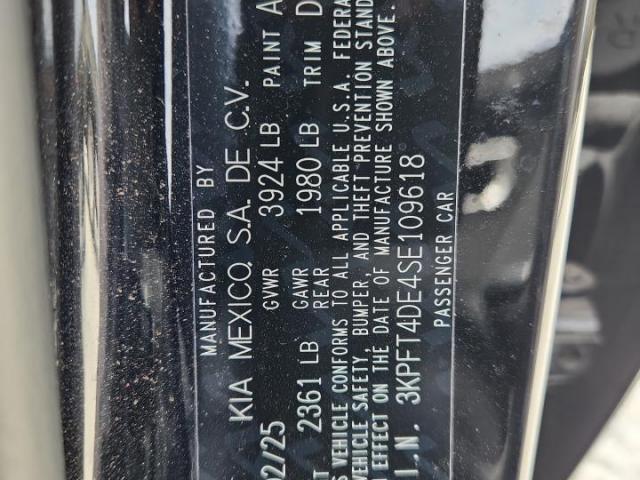 MANUFACTURED BY
KIA MEXICO, S.A. DE C.V.
02/25 GVWR 3924 LB PAINT A
T 2361 LB GAWR REAR 1980 LB TRIM D
S VEHICLE CONFORMS TO ALL APPLICABLE U.S.A. FEDERA
VEHICLE SAFETY, BUMPER, AND THEFT PREVENTION STAND
N EFFECT ON THE DATE OF MANUFACTURE SHOWN ABOVE.
I.N. 3KPFT4DE4SE109618
PASSENGER CAR